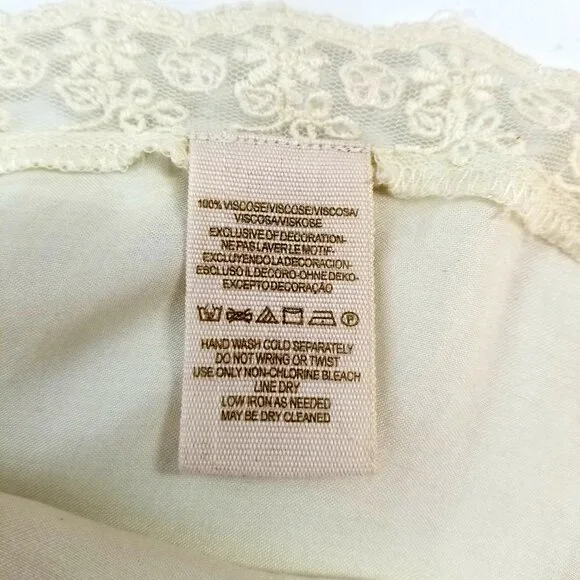 100% VISCOSE/VISCOSE/VISCOSA/
VISCOSA/VISKOSE
EXCLUSIVE OF DECORATION-
NE PAS LAVER LE MOTIF-
EXCLUYENDO LA DECORACION-
ESCLUSO IL DECORO-OHNE DEKO-
EXCEPTO DECORAÇÃO
P
HAND WASH COLD SEPARATELY
DO NOT WRING OR TWIST
USE ONLY NON-CHLORINE BLEACH
LINE DRY
LOW IRON AS NEEDED
MAY BE DRY CLEANED